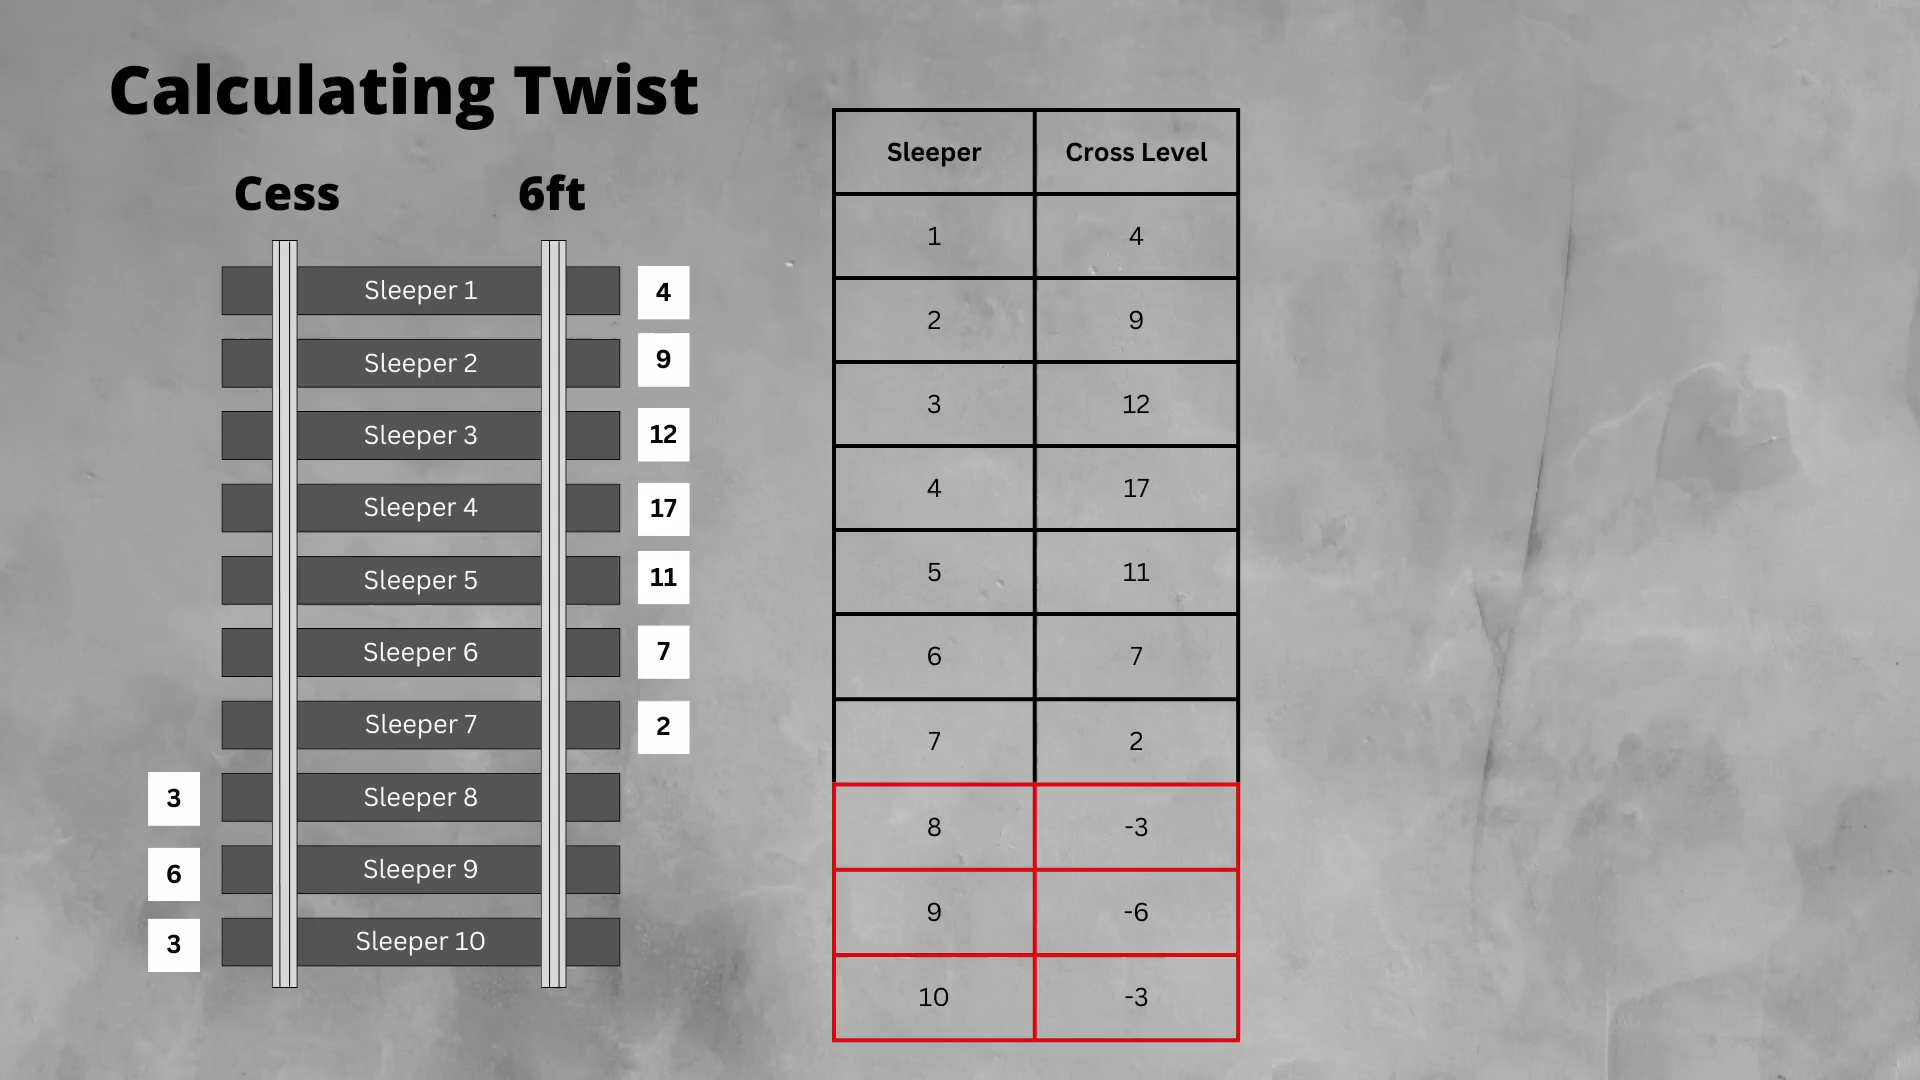 Calculating Twist
Cess 6ft
Sleeper 1 4
Sleeper 2 9
Sleeper 3 12
Sleeper 4 17
Sleeper 5 11
Sleeper 6 7
Sleeper 7 2
3 Sleeper 8
6 Sleeper 9
3 Sleeper 10
Sleeper Cross Level
1 4
2 9
3 12
4 17
5 11
6 7
7 2
8 -3
9 -6
10 -3